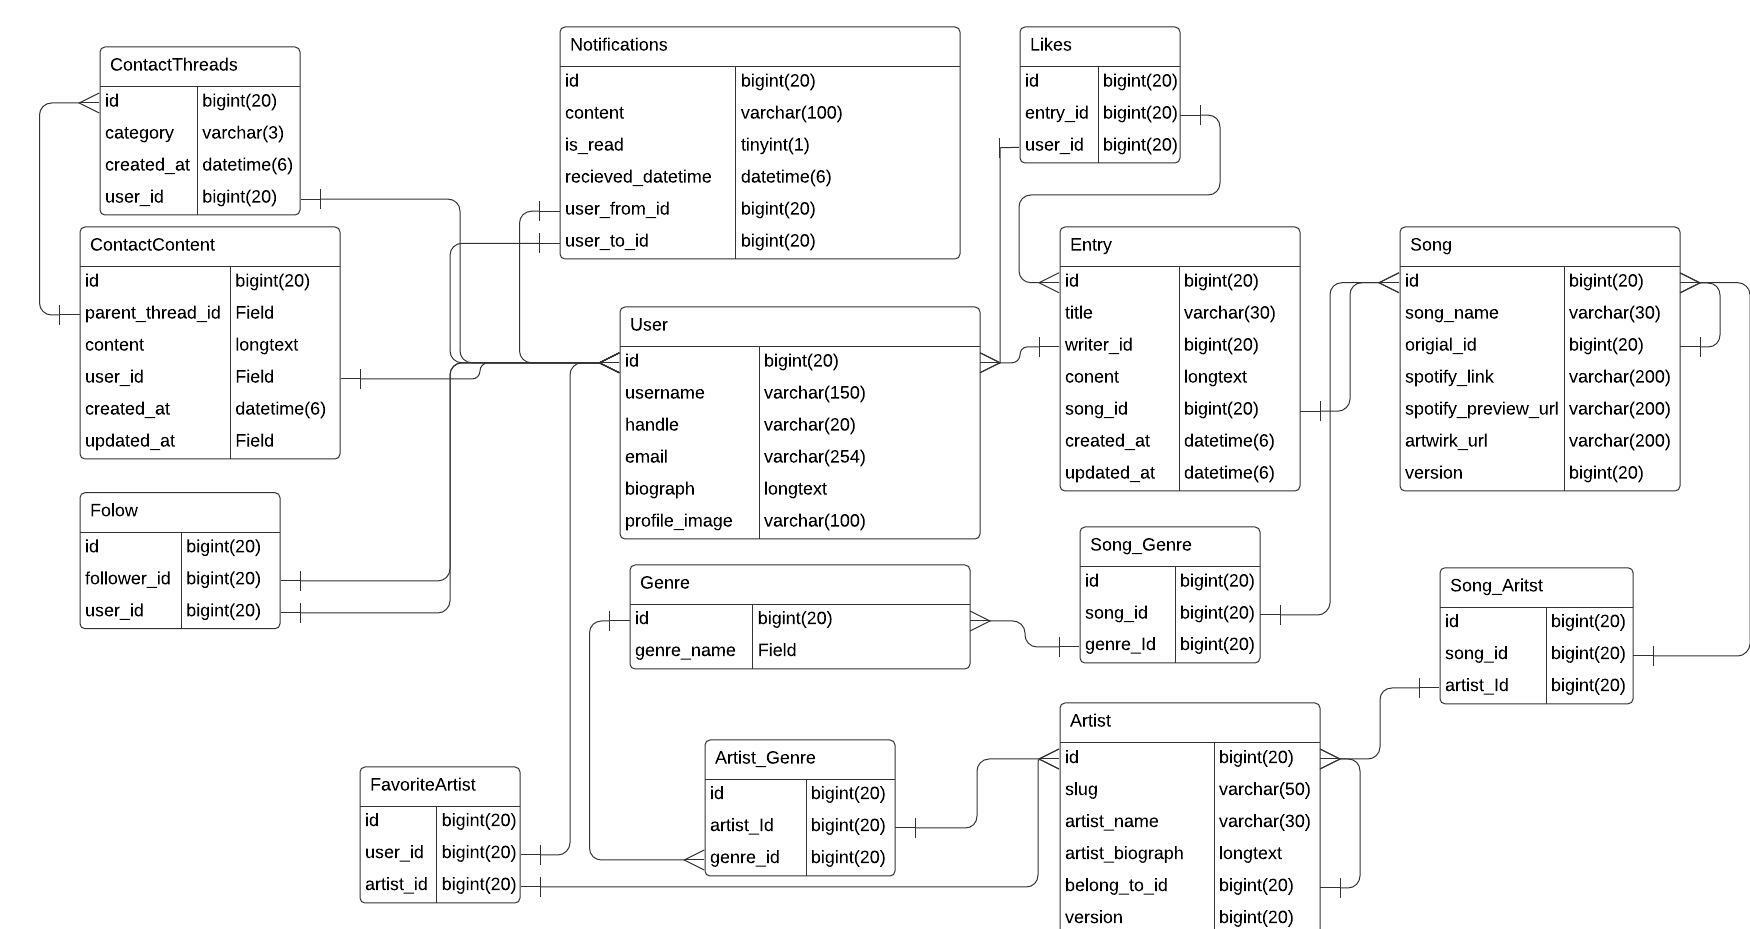 ContactThreads
id bigint(20)
category varchar(3)
created_at datetime(6)
user_id bigint(20)
Notifications
id bigint(20)
content varchar(100)
is_read tinyint(1)
recieved_datetime datetime(6)
user_from_id bigint(20)
user_to_id bigint(20)
Likes
id bigint(20)
entry_id bigint(20)
user_id bigint(20)
ContactContent
id bigint(20)
parent_thread_id Field
content longtext
user_id Field
created_at datetime(6)
updated_at Field
User
id bigint(20)
username varchar(150)
handle varchar(20)
email varchar(254)
biograph longtext
profile_image varchar(100)
Entry
id bigint(20)
title varchar(30)
writer_id bigint(20)
conent longtext
song_id bigint(20)
created_at datetime(6)
updated_at datetime(6)
Song
id bigint(20)
song_name varchar(30)
origial_id bigint(20)
spotify_link varchar(200)
spotify_preview_url varchar(200)
artwirk_url varchar(200)
version bigint(20)
Folow
id bigint(20)
follower_id bigint(20)
user_id bigint(20)
Genre
id bigint(20)
genre_name Field
Song_Genre
id bigint(20)
song_id bigint(20)
genre_Id bigint(20)
Song_Aritst
id bigint(20)
song_id bigint(20)
artist_Id bigint(20)
FavoriteArtist
id bigint(20)
user_id bigint(20)
artist_id bigint(20)
Artist_Genre
id bigint(20)
artist_Id bigint(20)
genre_id bigint(20)
Artist
id bigint(20)
slug varchar(50)
artist_name varchar(30)
artist_biograph longtext
belong_to_id bigint(20)
version bigint(20)